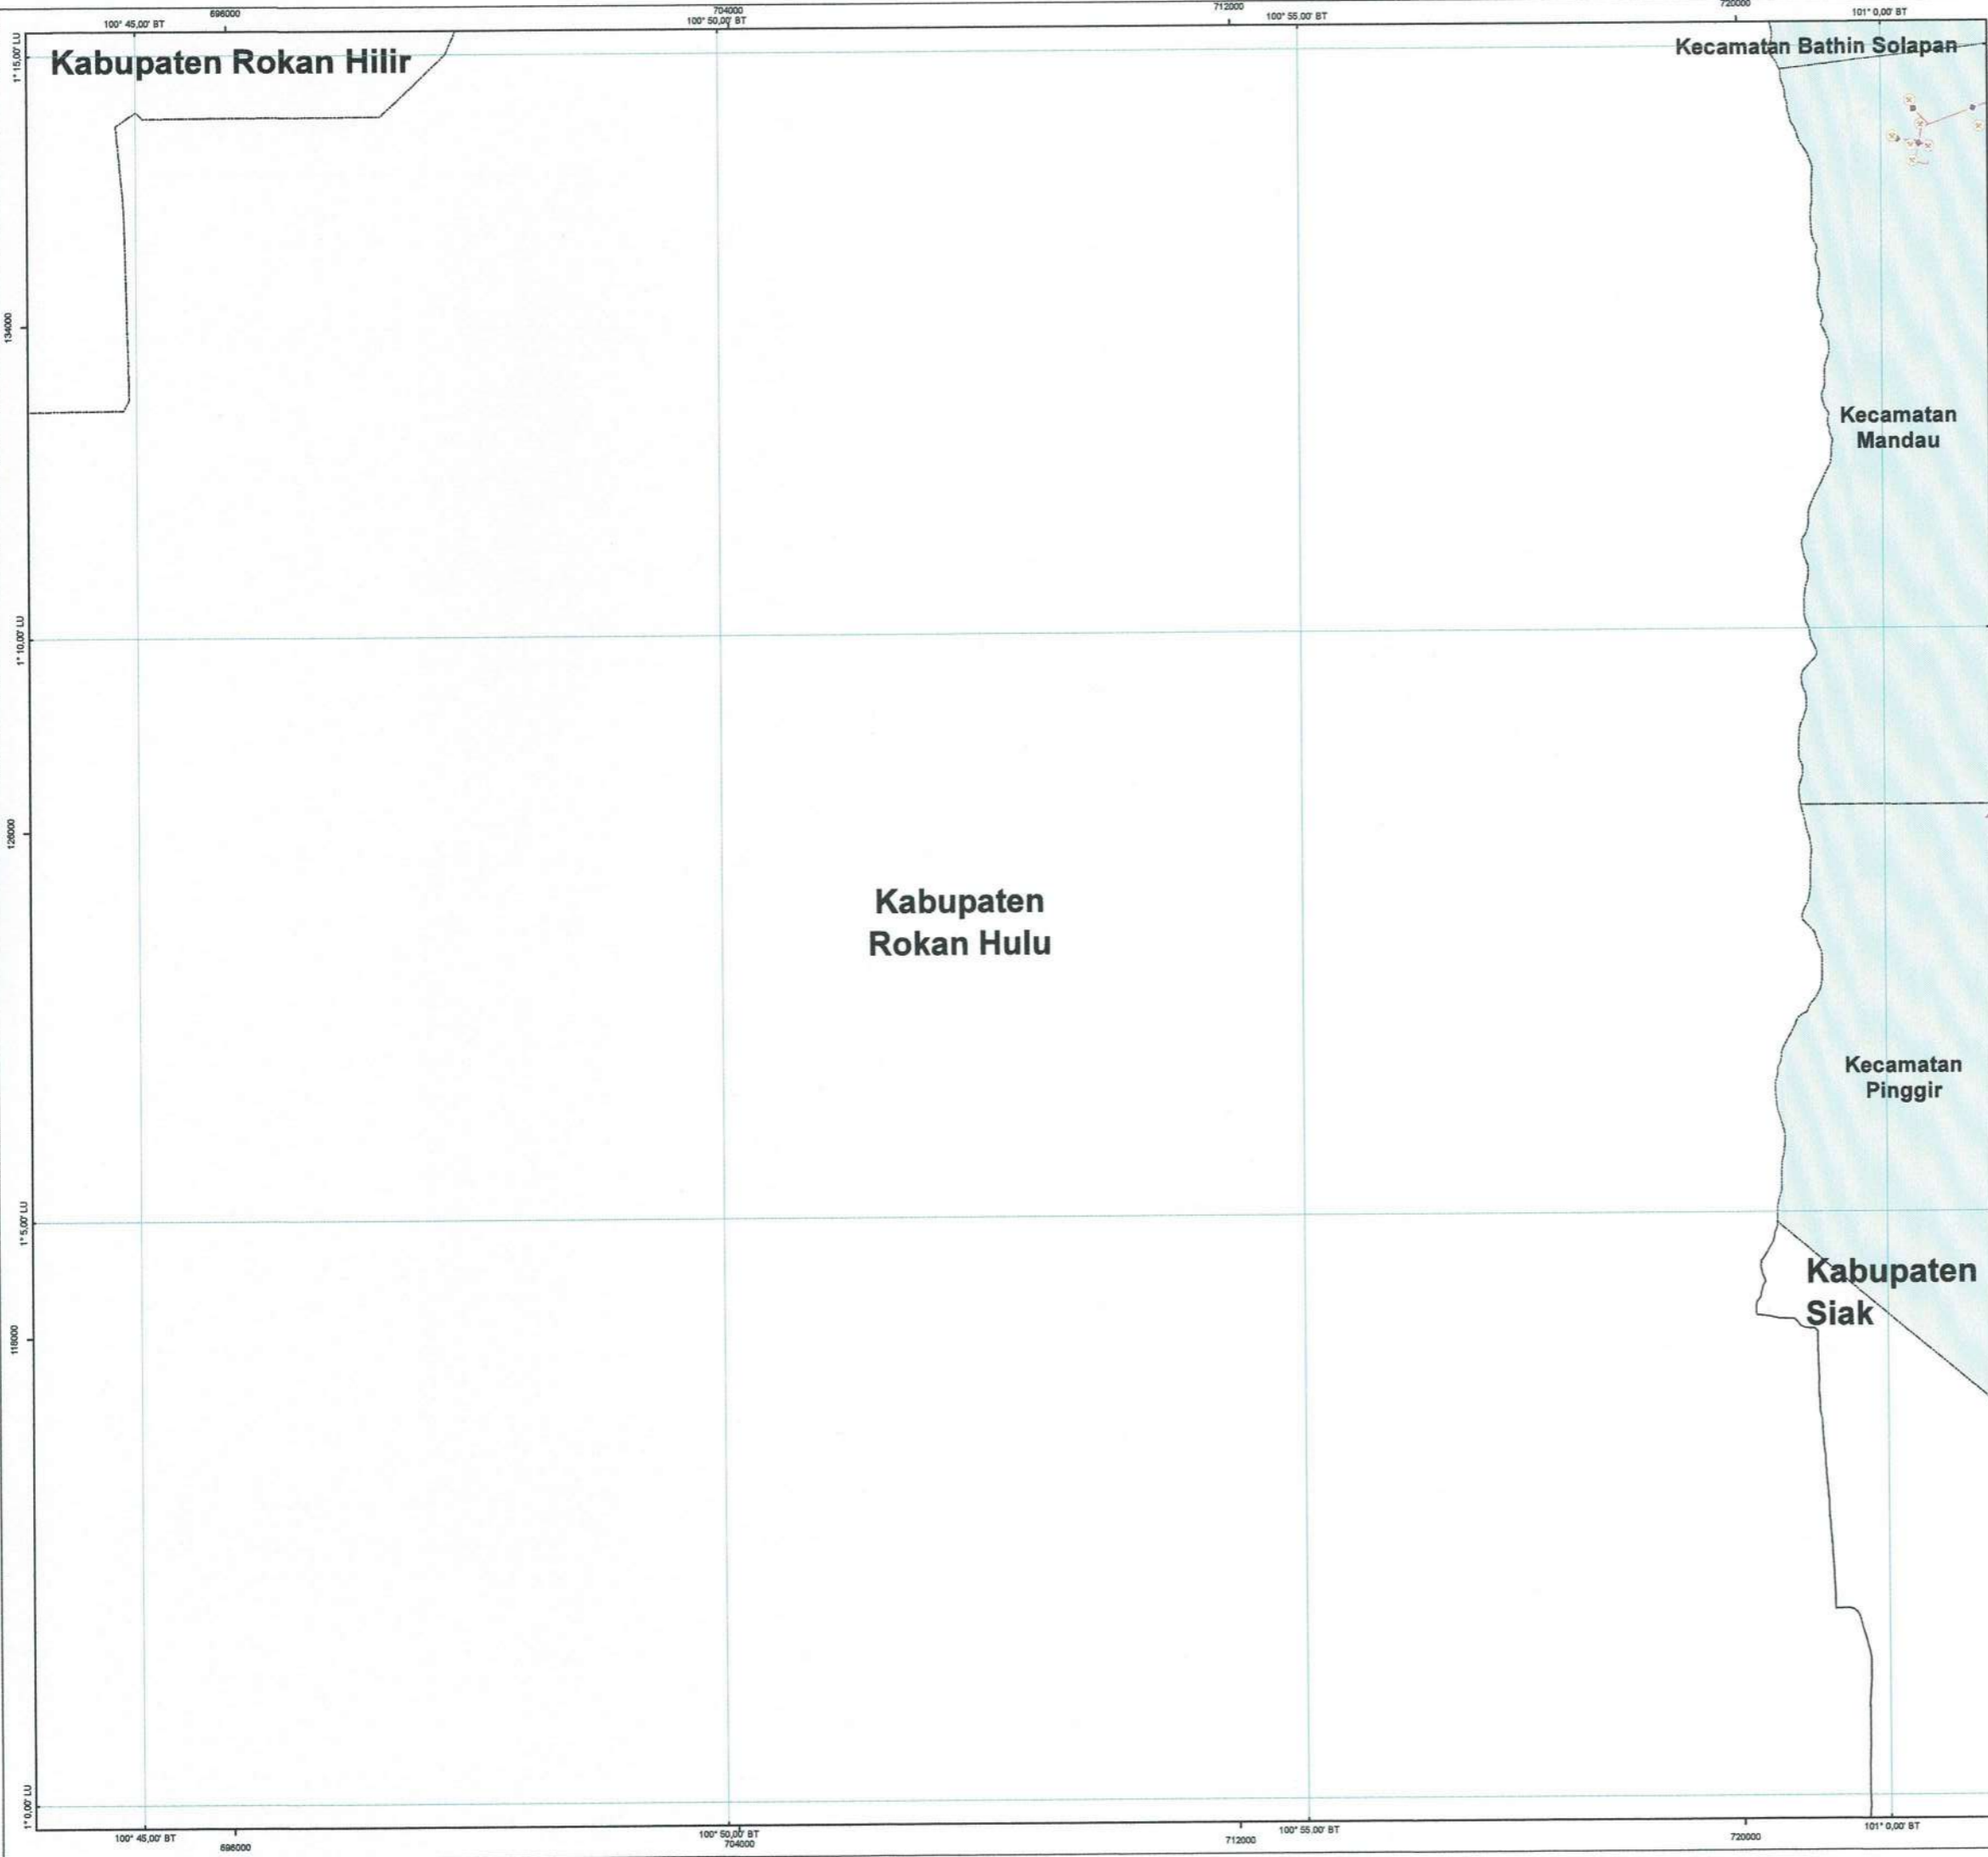 696000
704000
712000
720000
100° 45,00' BT
100° 50,00' BT
100° 55,00' BT
101° 0,00' BT
Kabupaten Rokan Hilir
Kecamatan Bathin Solapan
1° 15,00' LU
134000
Kecamatan
Mandau
1° 10,00' LU
126000
Kabupaten
Rokan Hulu
Kecamatan
Pinggir
1° 5,00' LU
Kabupaten
Siak
118000
1° 0,00' LU
100° 45,00' BT
100° 50,00' BT
100° 55,00' BT
101° 0,00' BT
696000
704000
712000
720000